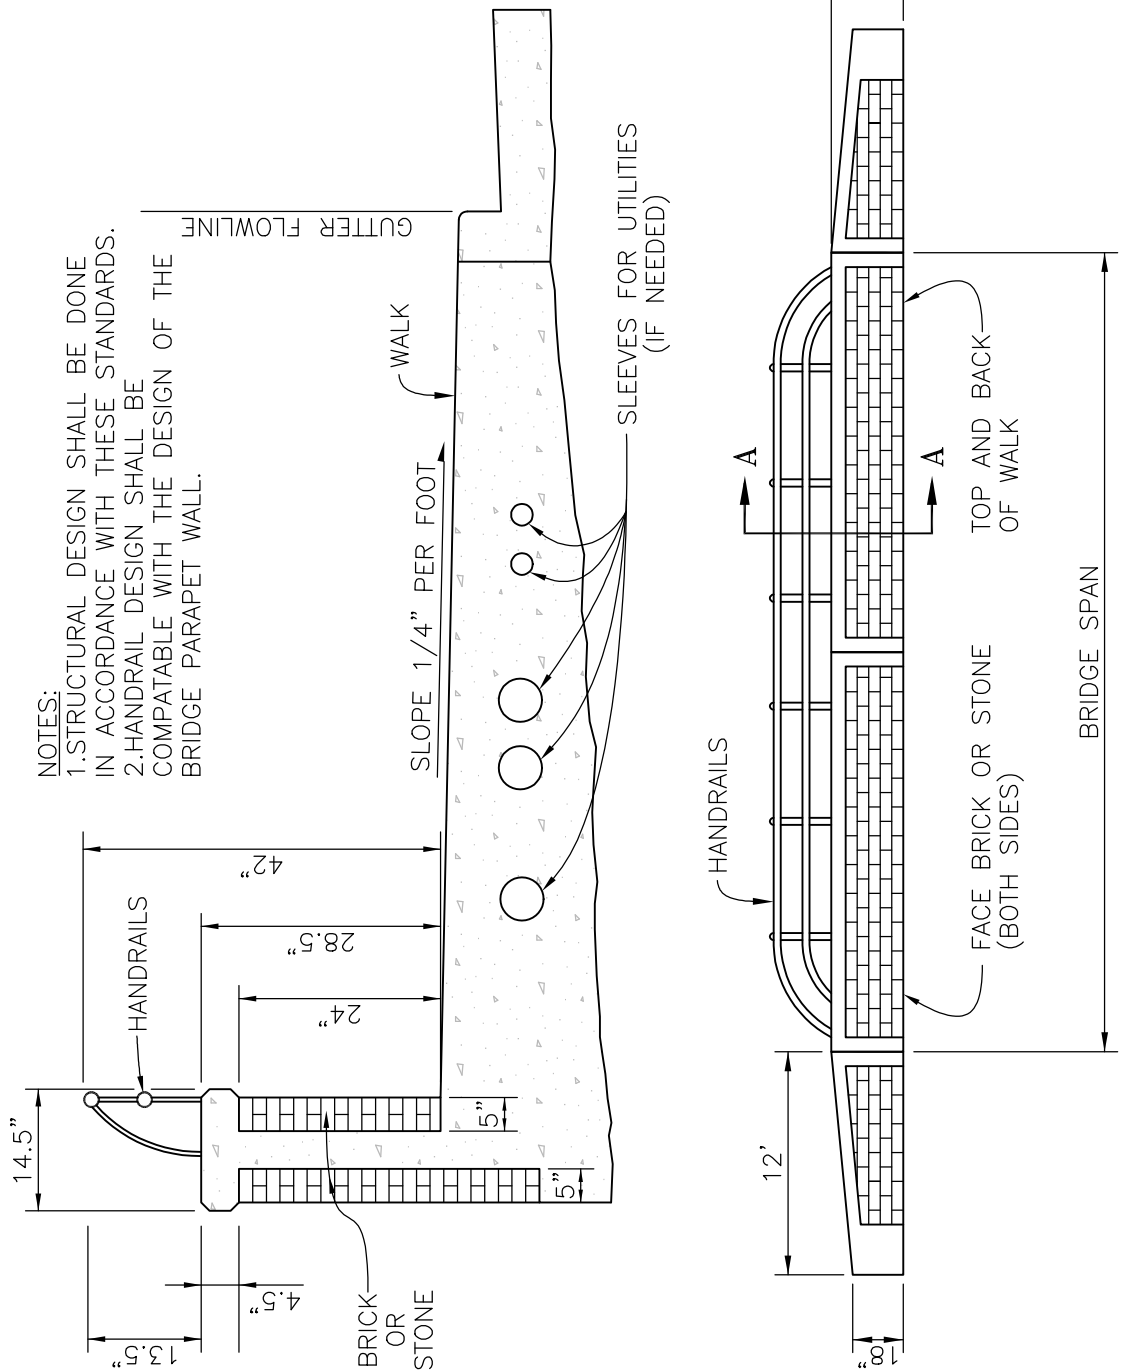 NOTES:
1.STRUCTURAL DESIGN SHALL BE DONE
IN ACCORDANCE WITH THESE STANDARDS.
2.HANDRAIL DESIGN SHALL BE
COMPATABLE WITH THE DESIGN OF THE
BRIDGE PARAPET WALL.
GUTTER FLOWLINE
WALK
SLOPE 1/4" PER FOOT
SLEEVES FOR UTILITIES
(IF NEEDED)
42"
28.5"
24"
HANDRAILS
14.5"
5"
5"
13.5"
4.5"
BRICK
OR
STONE
HANDRAILS
A
A
TOP AND BACK
OF WALK
FACE BRICK OR STONE
(BOTH SIDES)
BRIDGE SPAN
12'
18"